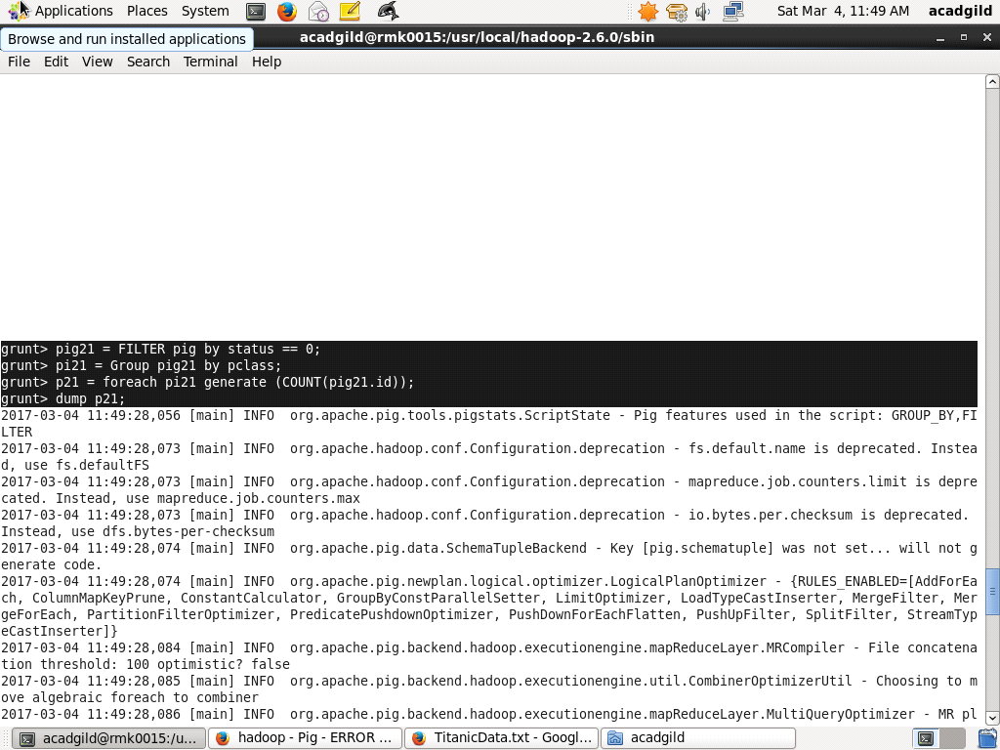 Applications Places System Sat Mar 4, 11:49 AM acadgild
Browse and run installed applications
acadgild@rmk0015:/usr/local/hadoop-2.6.0/sbin
File Edit View Search Terminal Help
grunt> pig21 = FILTER pig by status == 0;
grunt> pi21 = Group pig21 by pclass;
grunt> p21 = foreach pi21 generate (COUNT(pig21.id));
grunt> dump p21;
2017-03-04 11:49:28,056 [main] INFO  org.apache.pig.tools.pigstats.ScriptState - Pig features used in the script: GROUP_BY,FI
LTER
2017-03-04 11:49:28,073 [main] INFO  org.apache.hadoop.conf.Configuration.deprecation - fs.default.name is deprecated. Instea
d, use fs.defaultFS
2017-03-04 11:49:28,073 [main] INFO  org.apache.hadoop.conf.Configuration.deprecation - mapreduce.job.counters.limit is depre
cated. Instead, use mapreduce.job.counters.max
2017-03-04 11:49:28,073 [main] INFO  org.apache.hadoop.conf.Configuration.deprecation - io.bytes.per.checksum is deprecated.
Instead, use dfs.bytes-per-checksum
2017-03-04 11:49:28,074 [main] INFO  org.apache.pig.data.SchemaTupleBackend - Key [pig.schematuple] was not set... will not g
enerate code.
2017-03-04 11:49:28,074 [main] INFO  org.apache.pig.newplan.logical.optimizer.LogicalPlanOptimizer - {RULES_ENABLED=[AddForEa
ch, ColumnMapKeyPrune, ConstantCalculator, GroupByConstParallelSetter, LimitOptimizer, LoadTypeCastInserter, MergeFilter, Mer
geForEach, PartitionFilterOptimizer, PredicatePushdownOptimizer, PushDownForEachFlatten, PushUpFilter, SplitFilter, StreamTyp
eCastInserter]}
2017-03-04 11:49:28,084 [main] INFO  org.apache.pig.backend.hadoop.executionengine.mapReduceLayer.MRCompiler - File concatena
tion threshold: 100 optimistic? false
2017-03-04 11:49:28,085 [main] INFO  org.apache.pig.backend.hadoop.executionengine.util.CombinerOptimizerUtil - Choosing to m
ove algebraic foreach to combiner
2017-03-04 11:49:28,086 [main] INFO  org.apache.pig.backend.hadoop.executionengine.mapReduceLayer.MultiQueryOptimizer - MR pl
acadgild@rmk0015:/u... hadoop - Pig - ERROR ... TitanicData.txt - Googl... acadgild